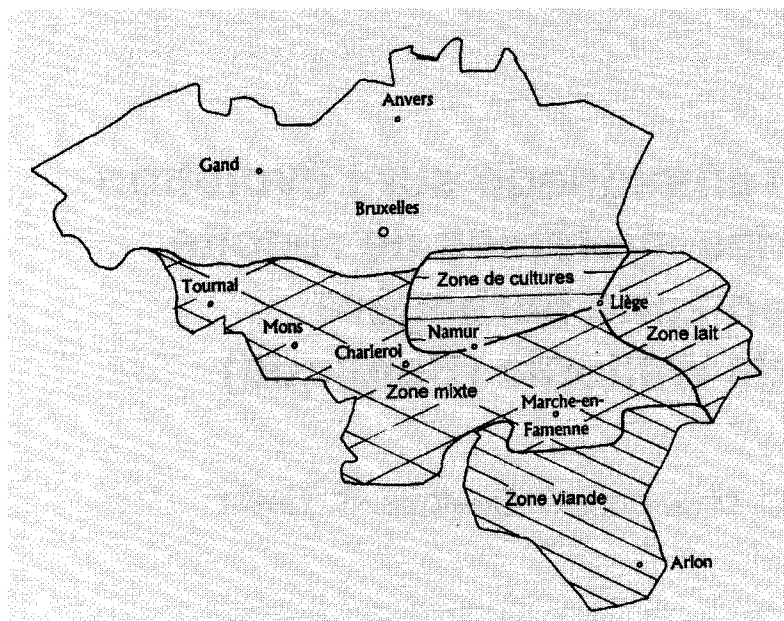 Anvers
Gand
Bruxelles
Zone de cultures
Tournai
Liège
Mons
Namur
Zone lait
Charleroi
Zone mixte
Marche-en-
Famenne
Zone viande
Arlon